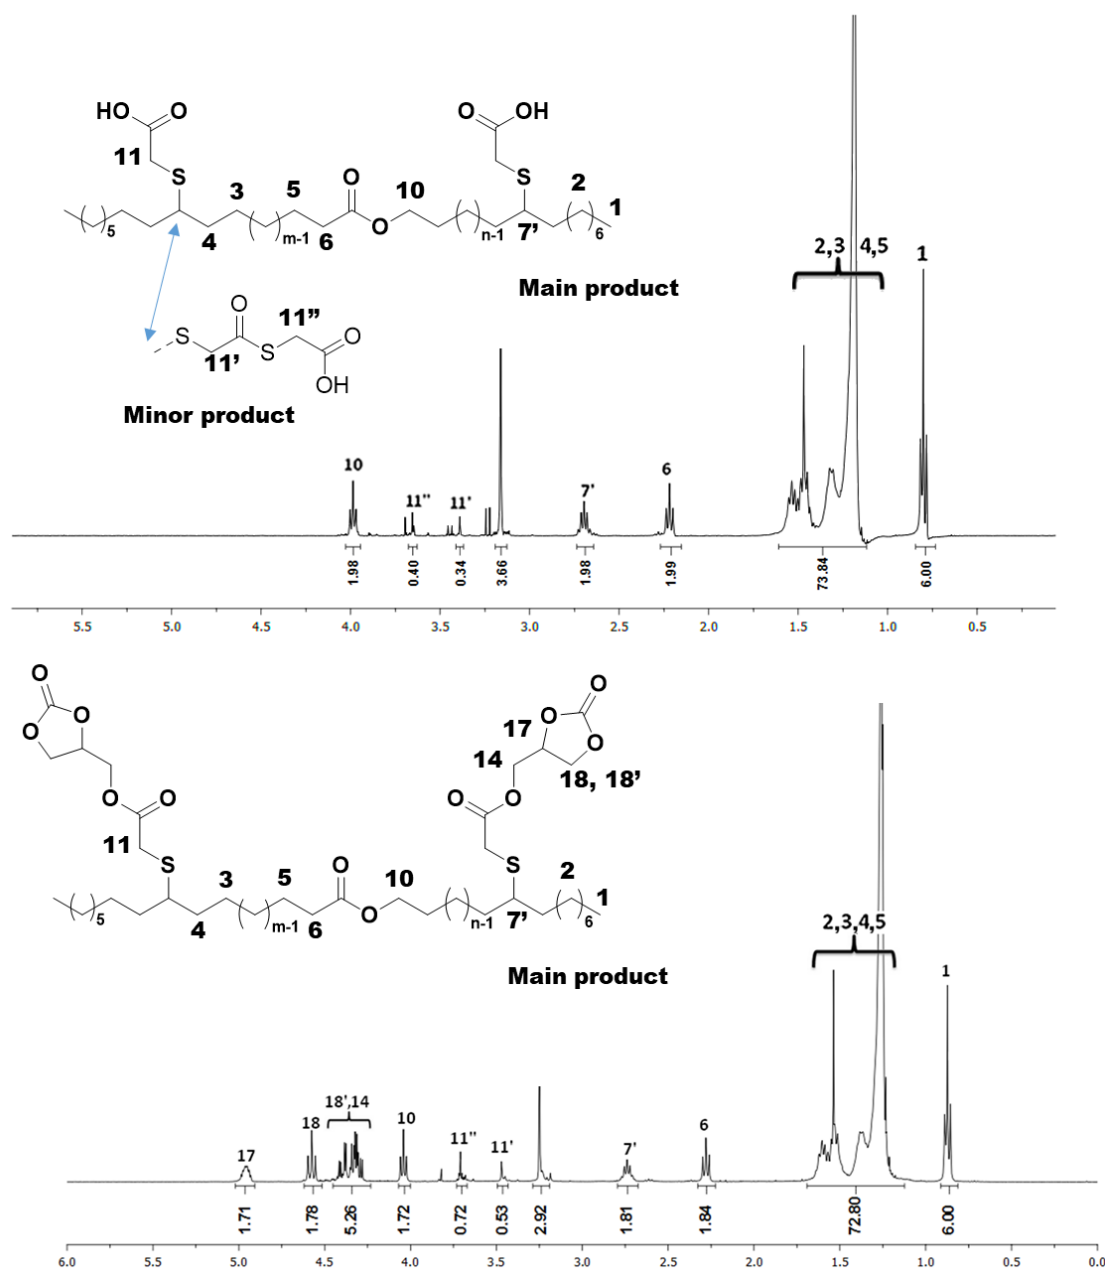 HO
O
O
OH
11
S
S
3
5
O
10
2
1
5
4
m-1
6
O
n-1
7’
6
Main product
O
S
11’
S
11”
O
OH
Minor product
2,3 4,5
1
10
11"
11'
7'
6
1.98
0.40
0.34
3.66
1.98
1.99
73.84
6.00
5.5
5.0
4.5
4.0
3.5
3.0
2.5
2.0
1.5
1.0
0.5
O
O
O
O
O
O
O
17
14
18, 18’
O
O
O
O
11
S
S
3
5
O
10
2
1
5
4
m-1
6
O
n-1
7’
6
Main product
2,3,4,5
1
17
18
18',14
10
11"
11'
7'
6
1.71
1.78
5.26
1.72
0.72
0.53
2.92
1.81
1.84
72.80
6.00
6.0
5.5
5.0
4.5
4.0
3.5
3.0
2.5
2.0
1.5
1.0
0.5
0.0